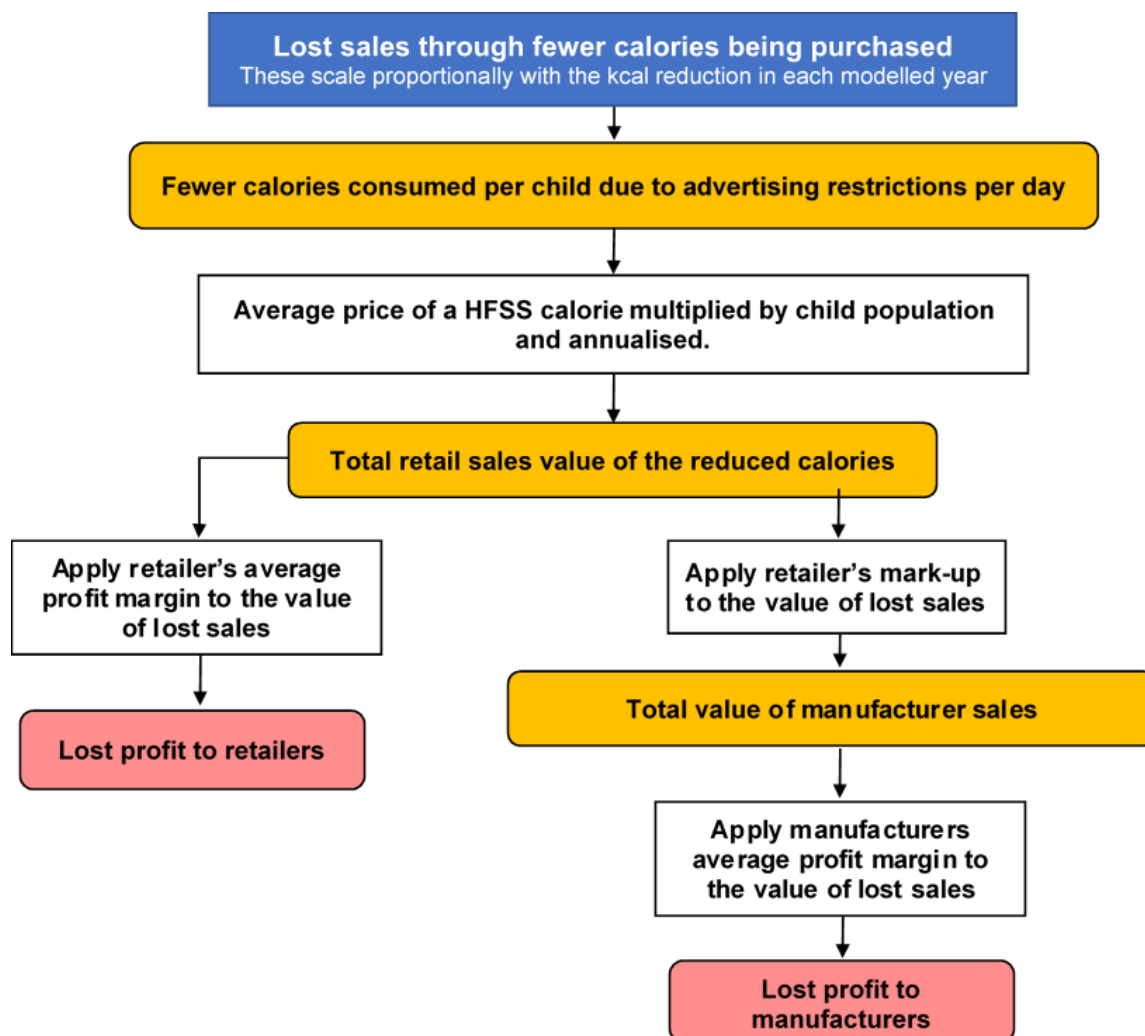 Lost sales through fewer calories being purchased
These scale proportionally with the kcal reduction in each modelled year
Fewer calories consumed per child due to advertising restrictions per day
Average price of a HFSS calorie multiplied by child population
and annualised.
Total retail sales value of the reduced calories
Apply retailer's average
profit margin to the value
of lost sales
Lost profit to retailers
Apply retailer's mark-up
to the value of lost sales
Total value of manufacturer sales
Apply manufacturers
average profit margin to
the value of lost sales
Lost profit to
manufacturers